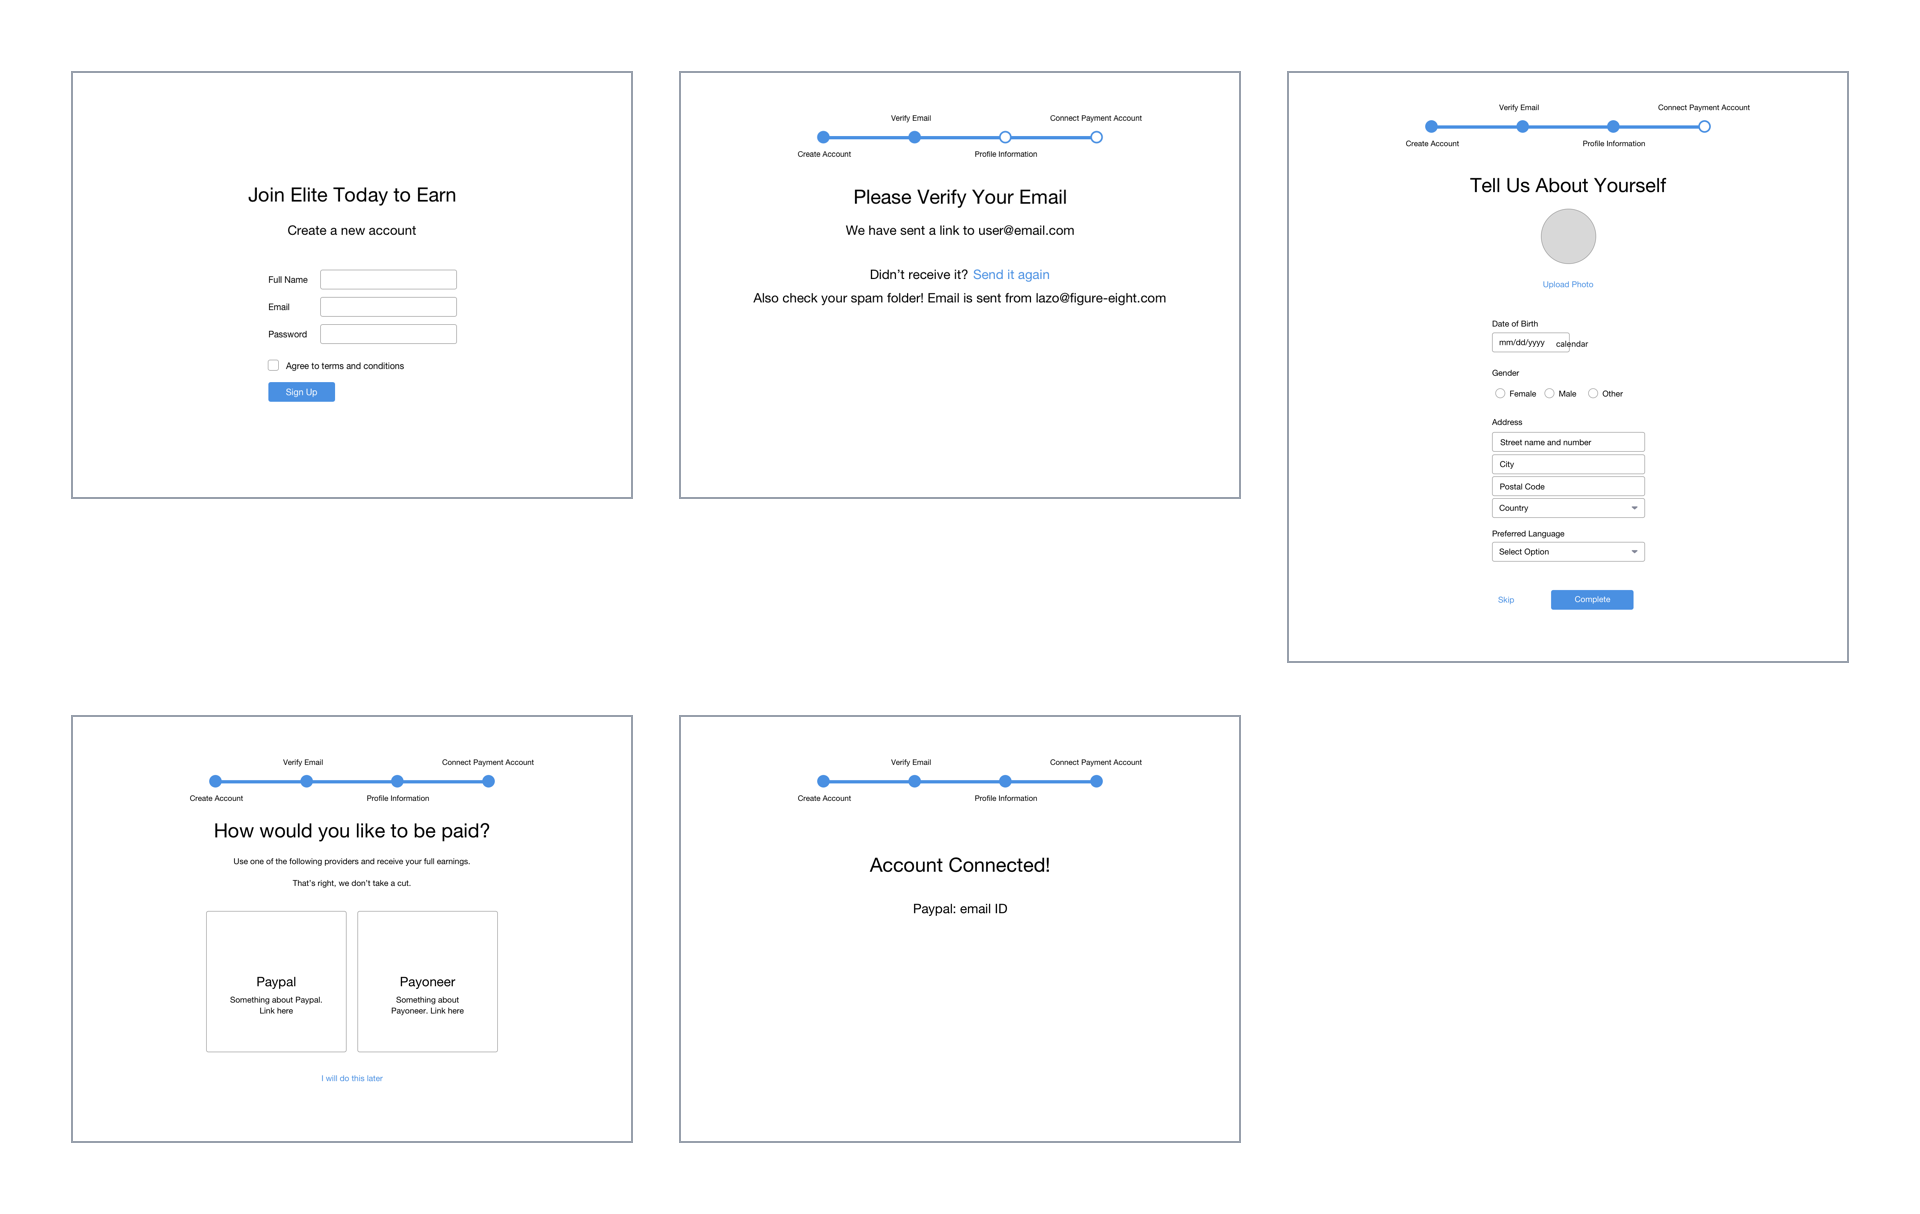 Join Elite Today to Earn
Create a new account
Full Name
Email
Password
Agree to terms and conditions
Sign Up
Verify Email
Connect Payment Account
Create Account
Profile Information
Please Verify Your Email
We have sent a link to user@email.com
Didn't receive it? Send it again
Also check your spam folder! Email is sent from lazo@figure-eight.com
Verify Email
Connect Payment Account
Create Account
Profile Information
Tell Us About Yourself
Upload Photo
Date of Birth
mm/dd/yyyy calendar
Gender
Female Male Other
Address
Street name and number
City
Postal Code
Country
Preferred Language
Select Option
Skip Complete
Verify Email
Connect Payment Account
Create Account
Profile Information
How would you like to be paid?
Use one of the following providers and receive your full earnings.
That's right, we don't take a cut.
Paypal
Something about Paypal.
Link here
Payoneer
Something about
Payoneer. Link here
I will do this later
Verify Email
Connect Payment Account
Create Account
Profile Information
Account Connected!
Paypal: email ID